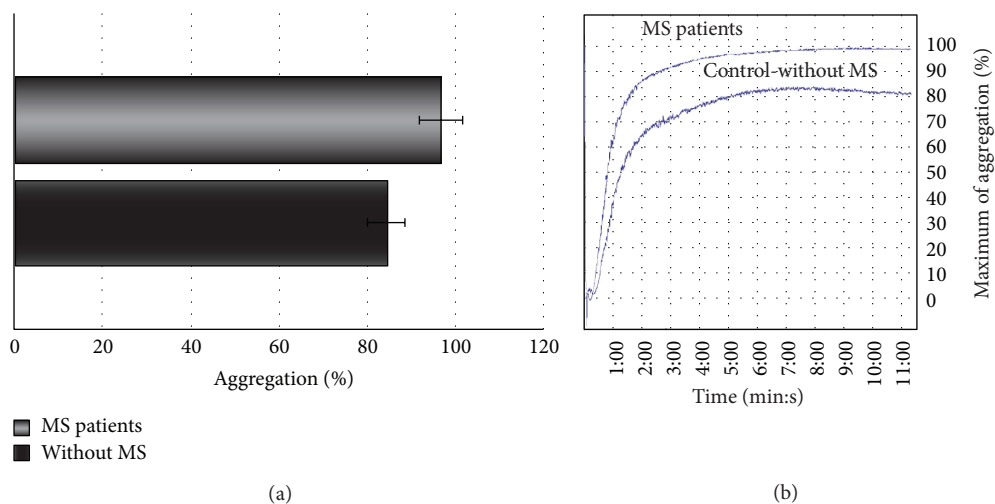 0 20 40 60 80 100 120
Aggregation (%)
MS patients
Without MS
(a)
MS patients
Control-without MS
100
90
80
70
60
50
40
30
20
10
0
Maximum of aggregation (%)
1:00 2:00 3:00 4:00 5:00 6:00 7:00 8:00 9:00 10:00 11:00
Time (min:s)
(b)